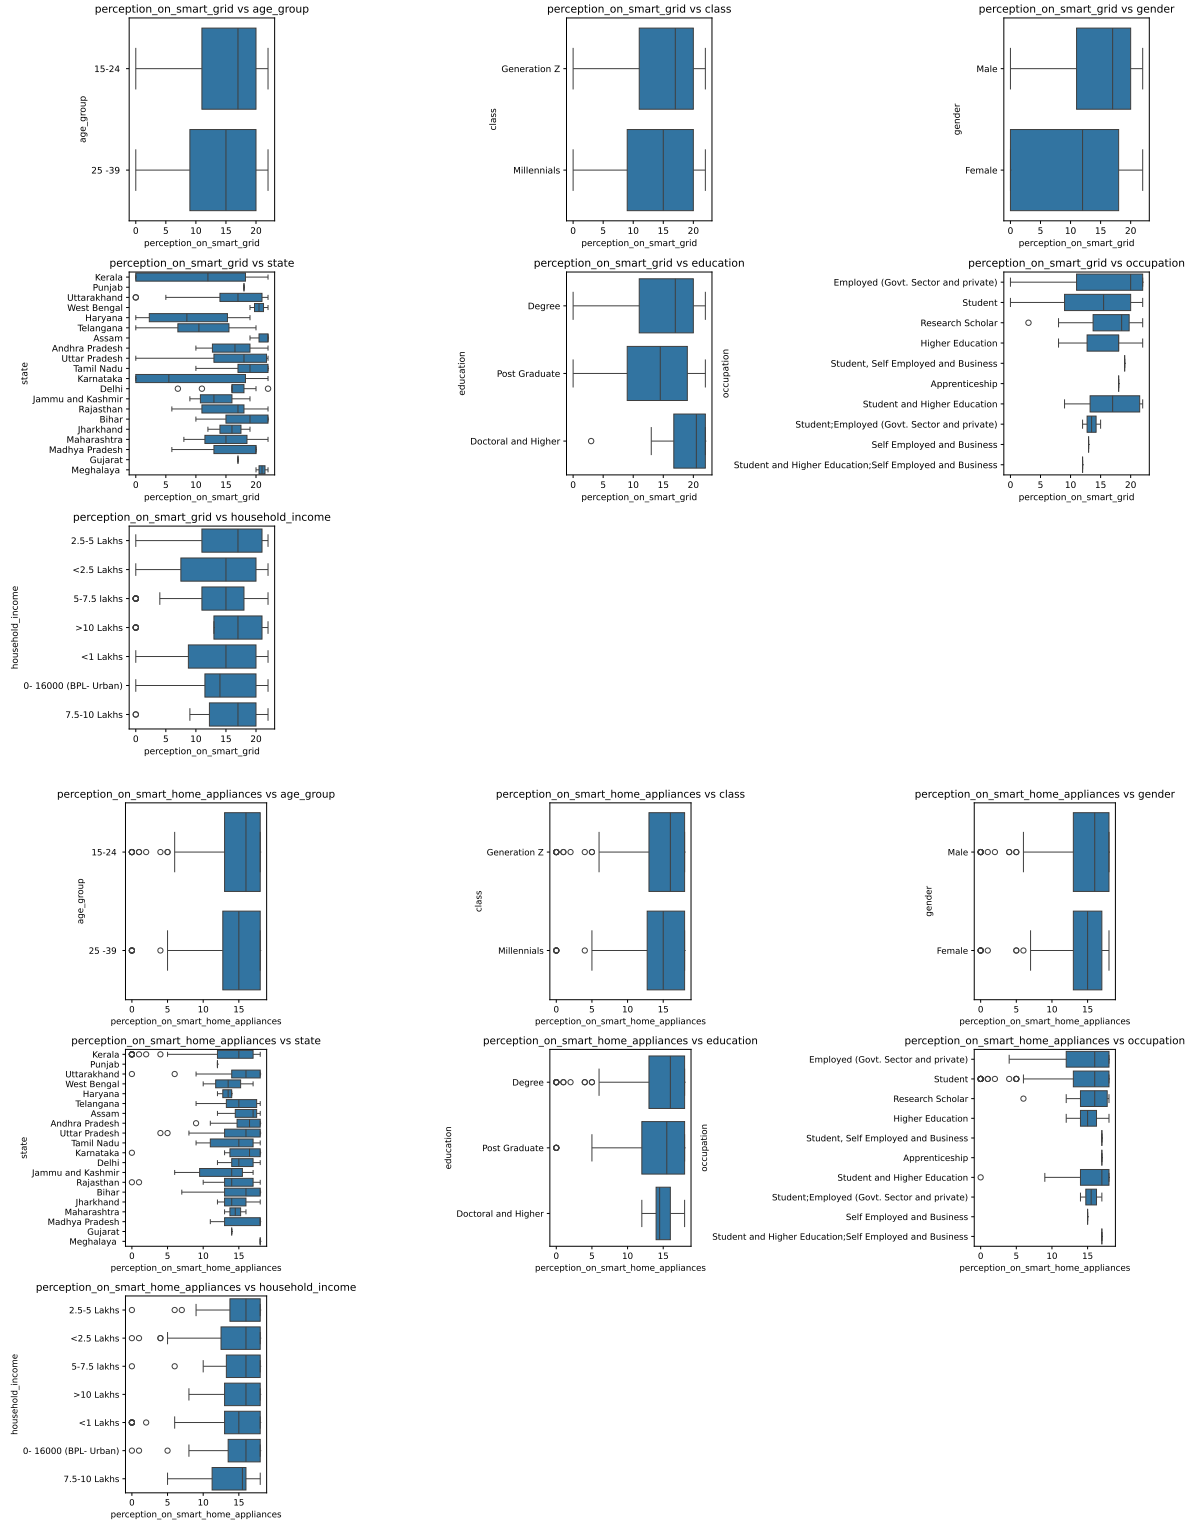 perception_on_smart_grid vs age_group
15-24
25 -39
age_group
0 5 10 15 20
perception_on_smart_grid
perception_on_smart_grid vs class
Generation Z
Millennials
class
0 5 10 15 20
perception_on_smart_grid
perception_on_smart_grid vs gender
Male
Female
gender
0 5 10 15 20
perception_on_smart_grid
perception_on_smart_grid vs state
Kerala
Punjab
Uttarakhand
West Bengal
Haryana
Telangana
Assam
Andhra Pradesh
Uttar Pradesh
Tamil Nadu
Karnataka
Delhi
Jammu and Kashmir
Rajasthan
Bihar
Jharkhand
Maharashtra
Madhya Pradesh
Gujarat
Meghalaya
state
0 5 10 15 20
perception_on_smart_grid
perception_on_smart_grid vs education
Degree
Post Graduate
Doctoral and Higher
education
0 5 10 15 20
perception_on_smart_grid
perception_on_smart_grid vs occupation
Employed (Govt. Sector and private)
Student
Research Scholar
Higher Education
Student, Self Employed and Business
Apprenticeship
Student and Higher Education
Student;Employed (Govt. Sector and private)
Self Employed and Business
Student and Higher Education;Self Employed and Business
occupation
0 5 10 15 20
perception_on_smart_grid
perception_on_smart_grid vs household_income
2.5-5 Lakhs
<2.5 Lakhs
5-7.5 lakhs
>10 Lakhs
<1 Lakhs
0- 16000 (BPL- Urban)
7.5-10 Lakhs
household_income
0 5 10 15 20
perception_on_smart_grid
perception_on_smart_home_appliances vs age_group
15-24
25 -39
age_group
0 5 10 15
perception_on_smart_home_appliances
perception_on_smart_home_appliances vs class
Generation Z
Millennials
class
0 5 10 15
perception_on_smart_home_appliances
perception_on_smart_home_appliances vs gender
Male
Female
gender
0 5 10 15
perception_on_smart_home_appliances
perception_on_smart_home_appliances vs state
Kerala
Punjab
Uttarakhand
West Bengal
Haryana
Telangana
Assam
Andhra Pradesh
Uttar Pradesh
Tamil Nadu
Karnataka
Delhi
Jammu and Kashmir
Rajasthan
Bihar
Jharkhand
Maharashtra
Madhya Pradesh
Gujarat
Meghalaya
state
0 5 10 15
perception_on_smart_home_appliances
perception_on_smart_home_appliances vs education
Degree
Post Graduate
Doctoral and Higher
education
0 5 10 15
perception_on_smart_home_appliances
perception_on_smart_home_appliances vs occupation
Employed (Govt. Sector and private)
Student
Research Scholar
Higher Education
Student, Self Employed and Business
Apprenticeship
Student and Higher Education
Student;Employed (Govt. Sector and private)
Self Employed and Business
Student and Higher Education;Self Employed and Business
occupation
0 5 10 15
perception_on_smart_home_appliances
perception_on_smart_home_appliances vs household_income
2.5-5 Lakhs
<2.5 Lakhs
5-7.5 lakhs
>10 Lakhs
<1 Lakhs
0- 16000 (BPL- Urban)
7.5-10 Lakhs
household_income
0 5 10 15
perception_on_smart_home_appliances